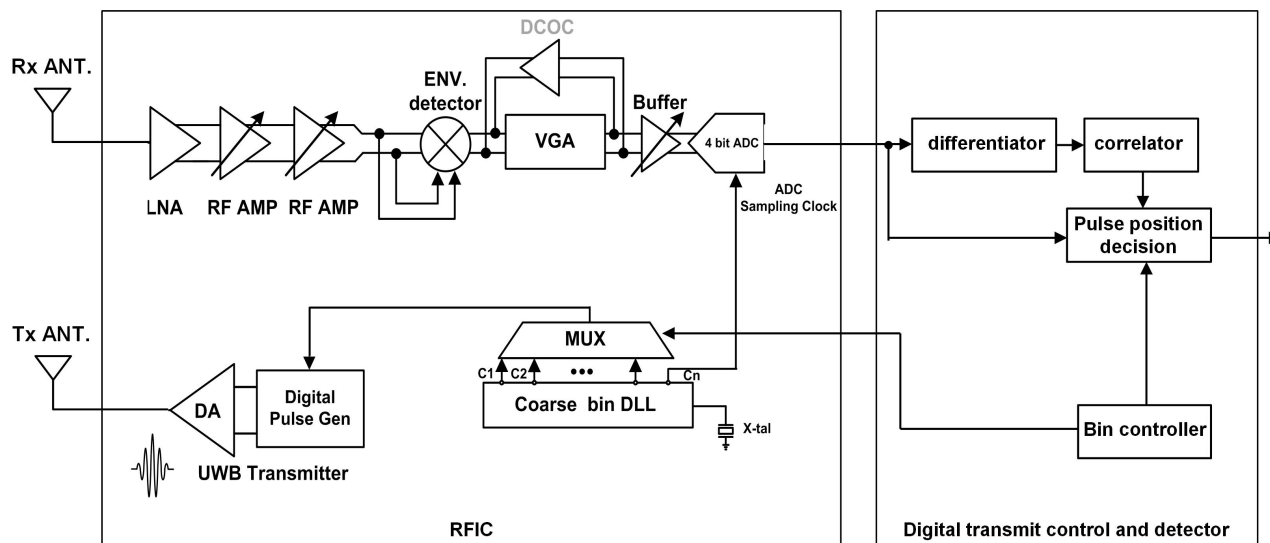 DCOC
Rx ANT.
ENV.
detector
Buffer
VGA
4 bit ADC
differentiator
correlator
LNA
RF AMP
RF AMP
ADC
Sampling Clock
Pulse position
decision
Tx ANT.
MUX
C1
C2
•••
Cn
DA
Digital
Pulse Gen
Coarse bin DLL
X-tal
Bin controller
UWB Transmitter
RFIC
Digital transmit control and detector